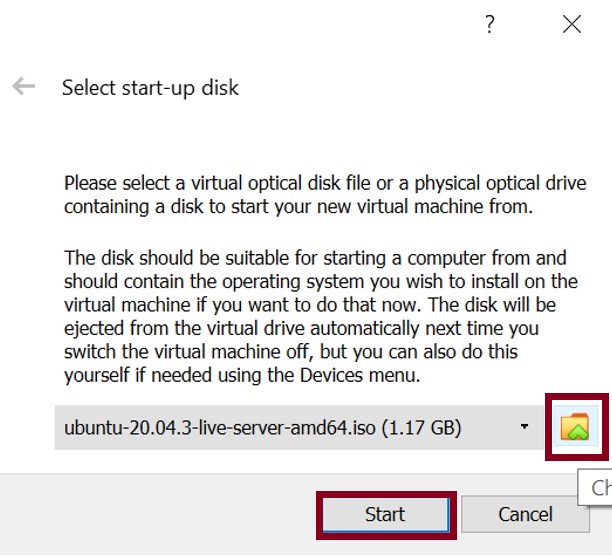 ?
Select start-up disk
Please select a virtual optical disk file or a physical optical drive
containing a disk to start your new virtual machine from.
The disk should be suitable for starting a computer from and
should contain the operating system you wish to install on the
virtual machine if you want to do that now. The disk will be
ejected from the virtual drive automatically next time you
switch the virtual machine off, but you can also do this
yourself if needed using the Devices menu.
ubuntu-20.04.3-live-server-amd64.iso (1.17 GB)
Ch
Start Cancel